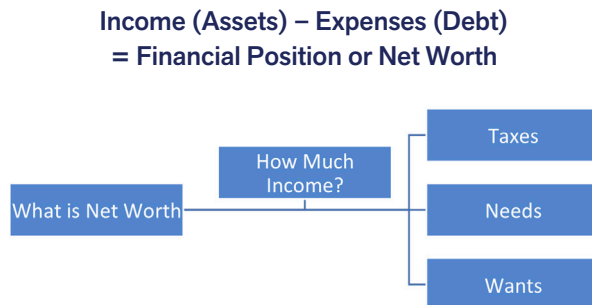 Income (Assets) – Expenses (Debt)
= Financial Position or Net Worth
Taxes
How Much
Income?
What is Net Worth
Needs
Wants